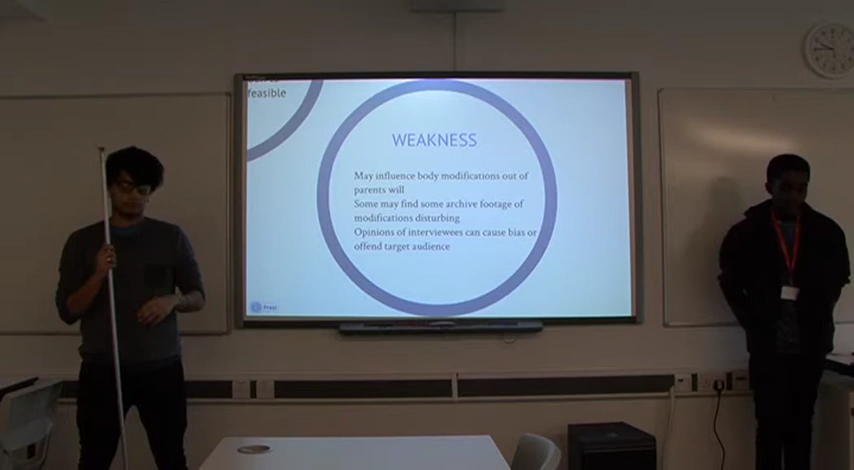 feasible
WEAKNESS
May influence body modifications out of
parents will
Some may find some archive footage of
modifications disturbing
Opinions of interviewees can cause bias or
offend target audience
Prezi